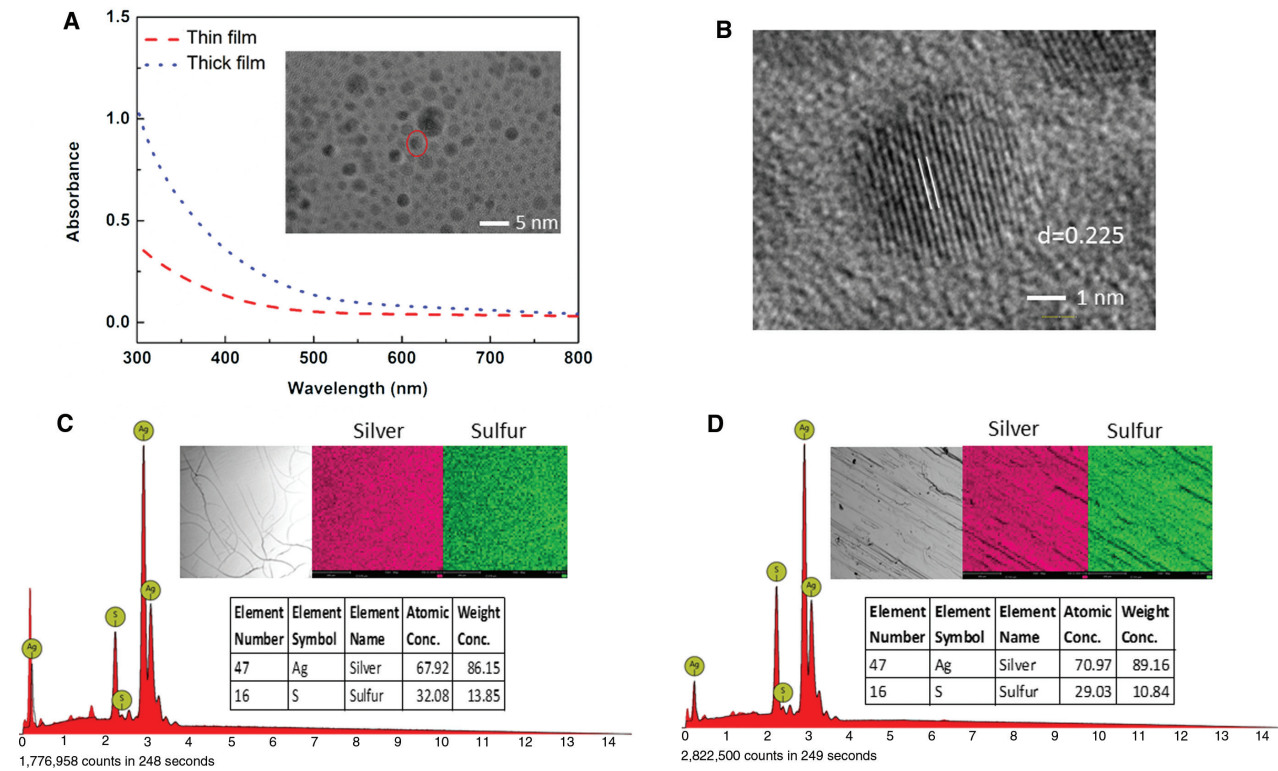 A
1.5
1.0
0.5
0.0
Absorbance
Thin film
Thick film
5 nm
300 400 500 600 700 800
Wavelength (nm)
B
d=0.225
1 nm
C
Silver Sulfur
Ag
Ag
S
Ag
S
Element Number Element Symbol Element Name Atomic Conc. Weight Conc.
47 Ag Silver 67.92 86.15
16 S Sulfur 32.08 13.85
0 1 2 3 4 5 6 7 8 9 10 11 12 13 14
1,776,958 counts in 248 seconds
D
Silver Sulfur
Ag
S
Ag
Ag
S
Element Number Element Symbol Element Name Atomic Conc. Weight Conc.
47 Ag Silver 70.97 89.16
16 S Sulfur 29.03 10.84
0 1 2 3 4 5 6 7 8 9 10 11 12 13 14
2,822,500 counts in 249 seconds